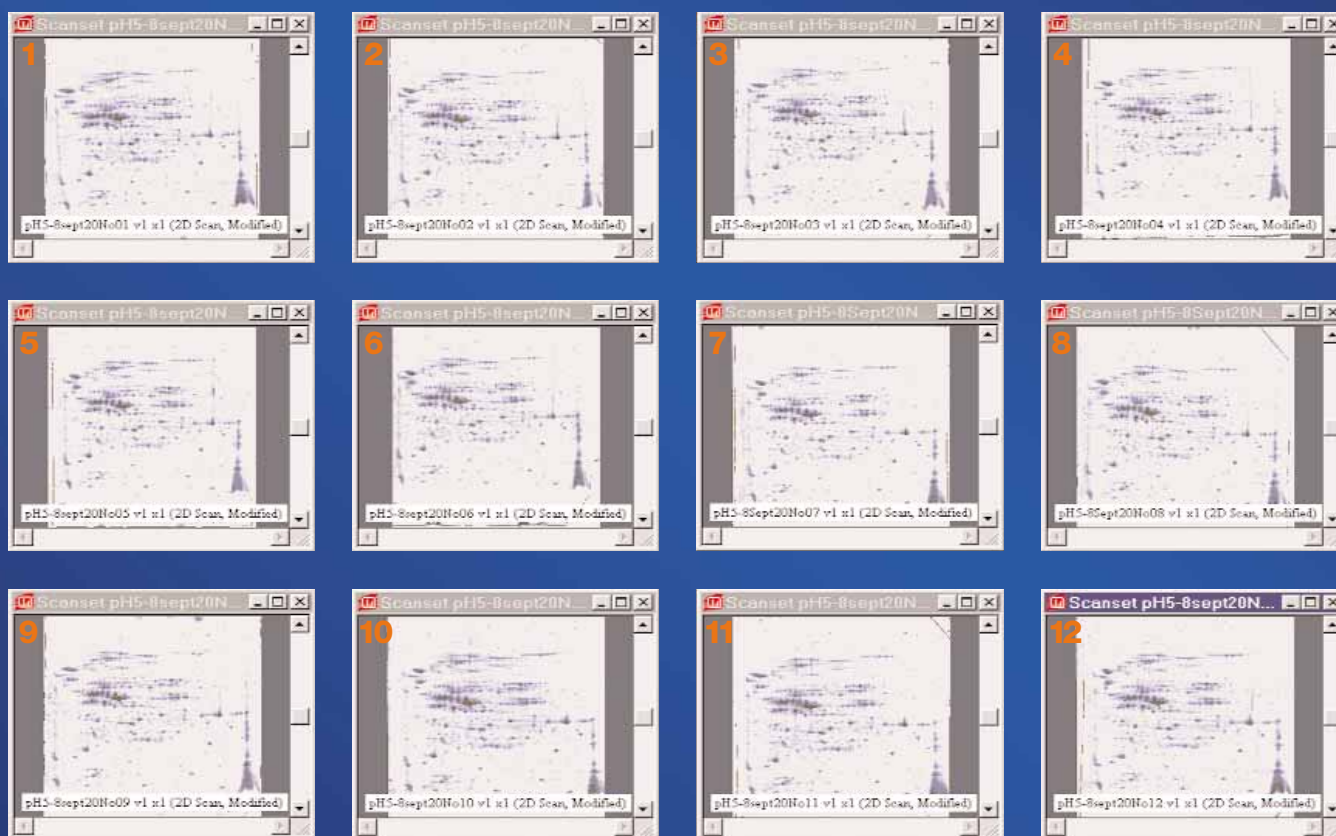 Scanset pH5-8sept20N...
1
pH5-8sept20No01 v1 x1 (2D Scan, Modified)
Scanset pH5-8sept20N...
2
pH5-8sept20No02 v1 x1 (2D Scan, Modified)
Scanset pH5-8sept20N...
3
pH5-8sept20No03 v1 x1 (2D Scan, Modified)
Scanset pH5-8sept20N...
4
pH5-8sept20No04 v1 x1 (2D Scan, Modified)
Scanset pH5-8sept20N...
5
pH5-8sept20No05 v1 x1 (2D Scan, Modified)
Scanset pH5-8sept20N...
6
pH5-8sept20No06 v1 x1 (2D Scan, Modified)
Scanset pH5-8Sept20N...
7
pH5-8Sept20No07 v1 x1 (2D Scan, Modified)
Scanset pH5-8Sept20N...
8
pH5-8Sept20No08 v1 x1 (2D Scan, Modified)
Scanset pH5-8sept20N...
9
pH5-8sept20No09 v1 x1 (2D Scan, Modified)
Scanset pH5-8sept20N...
10
pH5-8sept20No10 v1 x1 (2D Scan, Modified)
Scanset pH5-8sept20N...
11
pH5-8sept20No11 v1 x1 (2D Scan, Modified)
Scanset pH5-8sept20N...
12
pH5-8sept20No12 v1 x1 (2D Scan, Modified)